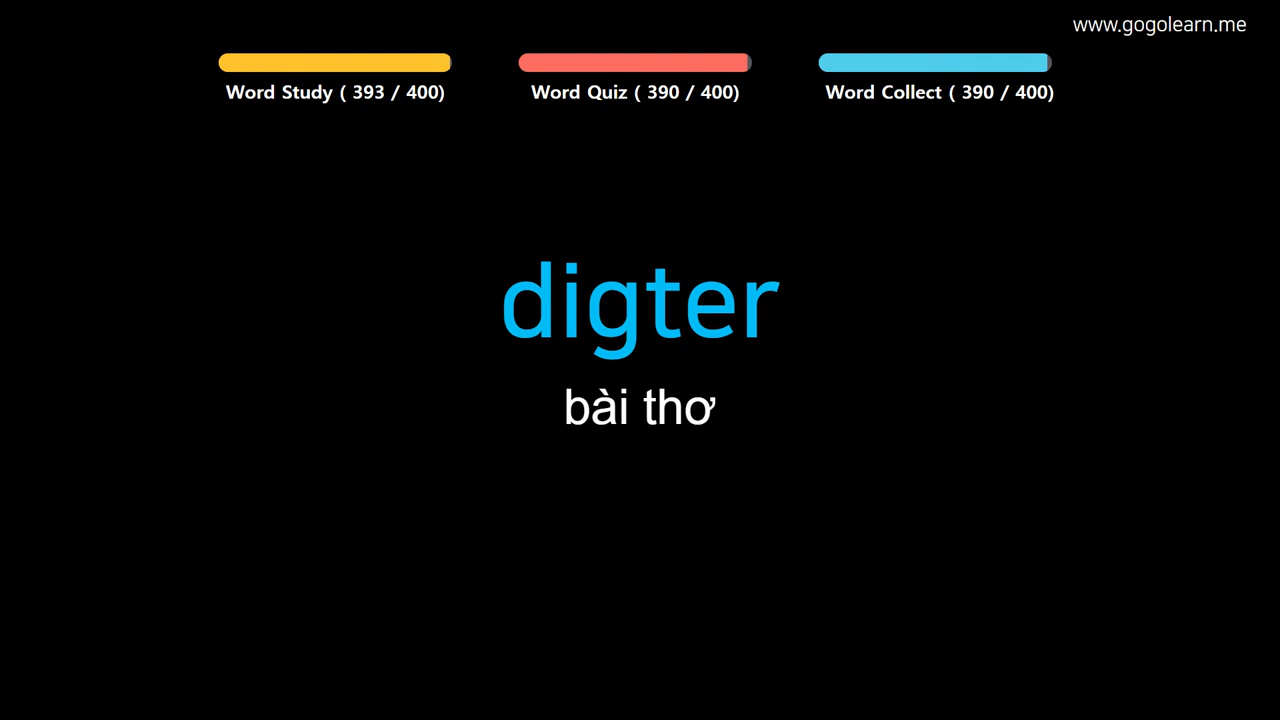 www.gogolearn.me
Word Study ( 393 / 400)
Word Quiz ( 390 / 400)
Word Collect ( 390 / 400)
digter
bài thơ